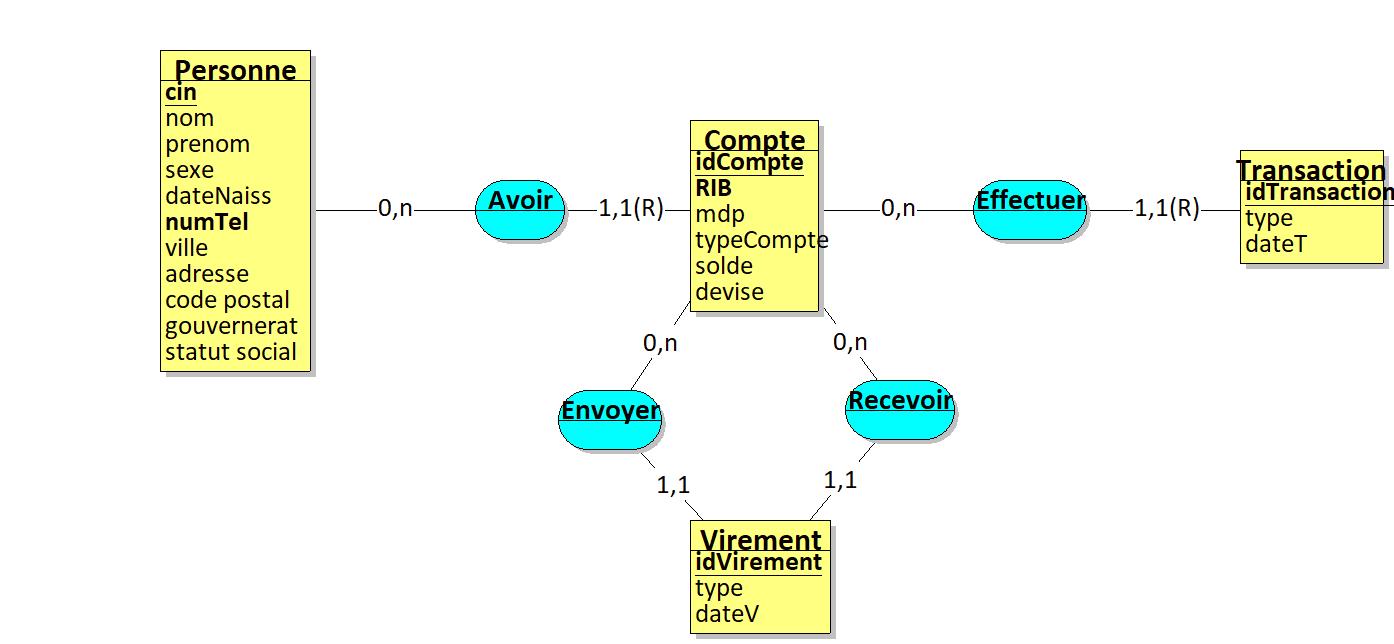 Personne
cin
nom
prenom
sexe
dateNaiss
numTel
ville
adresse
code postal
gouvernerat
statut social
0,n
Avoir
1,1(R)
Compte
idCompte
RIB
mdp
typeCompte
solde
devise
0,n
Effectuer
1,1(R)
Transaction
idTransaction
type
dateT
0,n
0,n
Envoyer
Recevoir
1,1
1,1
Virement
idVirement
type
dateV